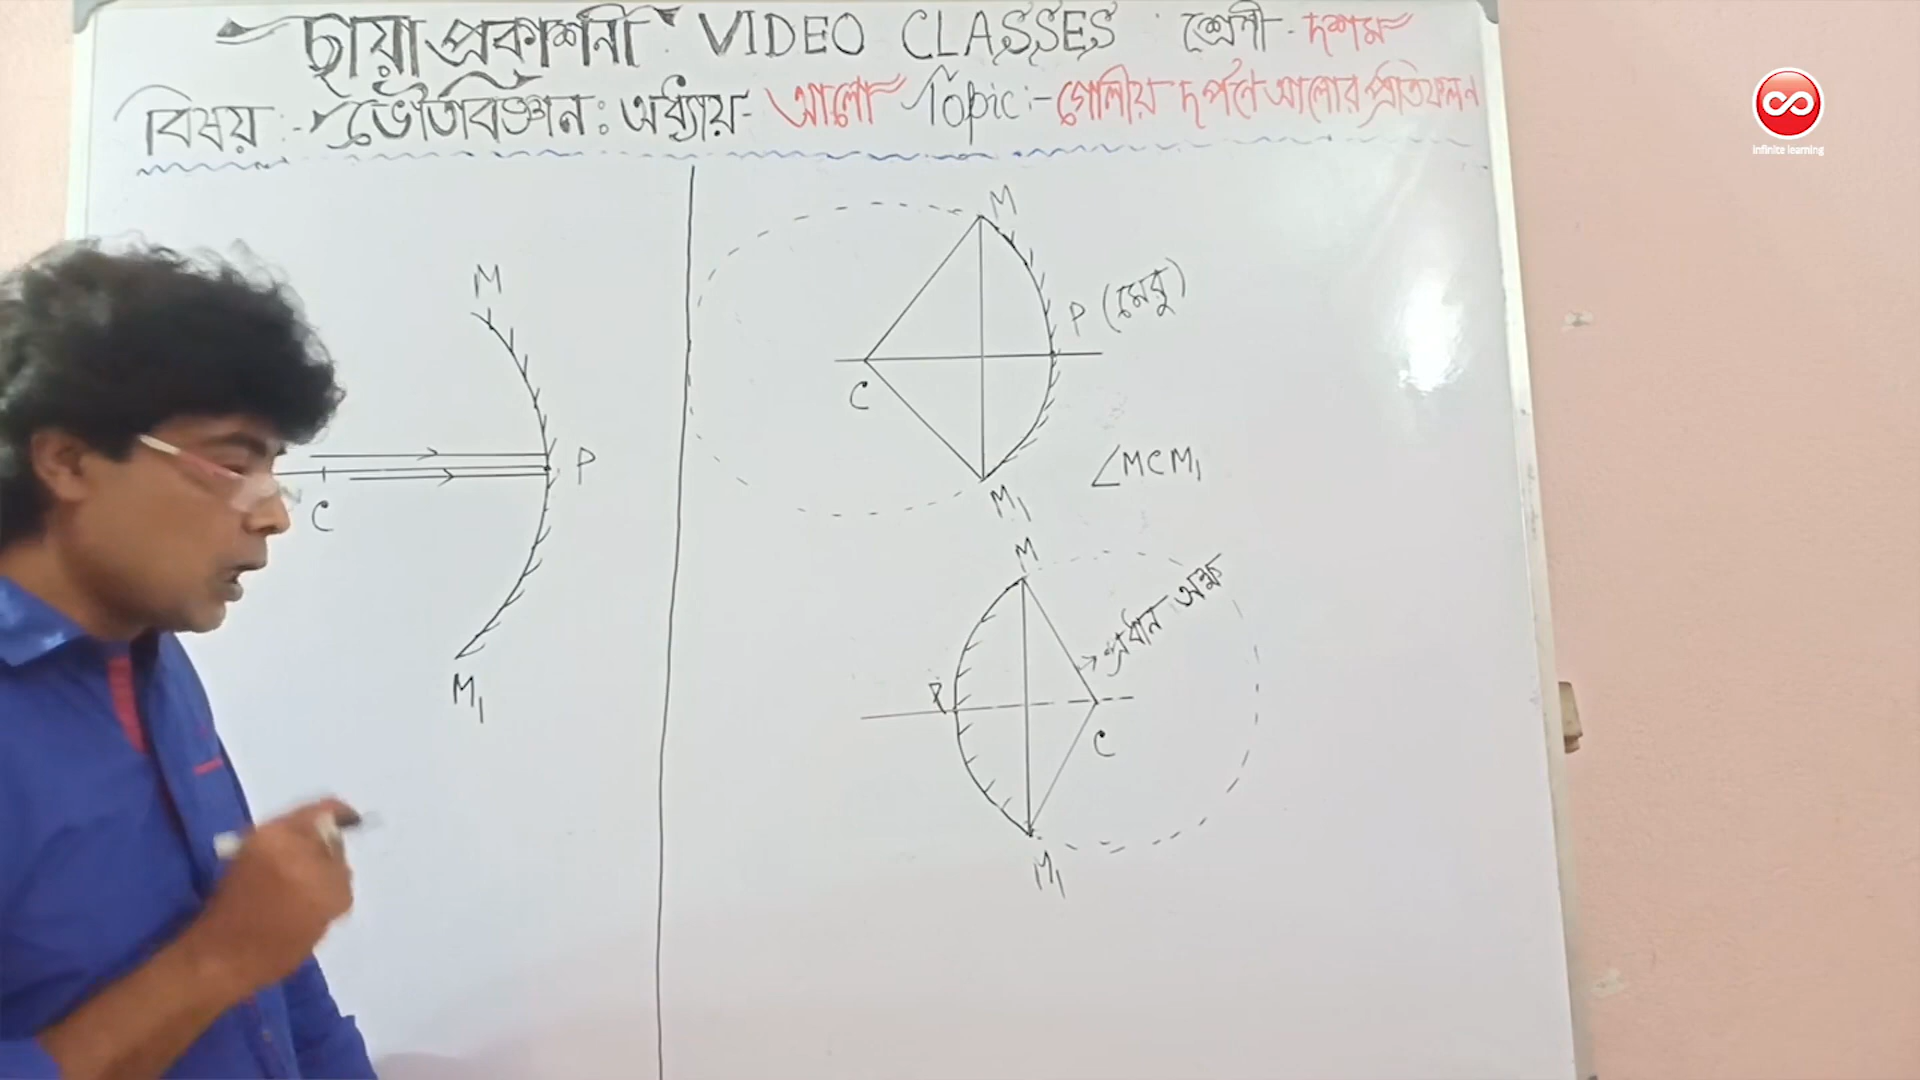 ছায়া প্রকাশনী VIDEO CLASSES শ্রেণী - দশম
বিষয় :- ভৌতবিজ্ঞান : অধ্যায় - আলো Topic :- গোলীয় দর্পণে আলোর প্রতিফলন
infinite learning
M
P
C
M₁
M
P (মেরু)
C
∠MCM₁
M₁
M
প্রধান অক্ষ
P
C
M₁